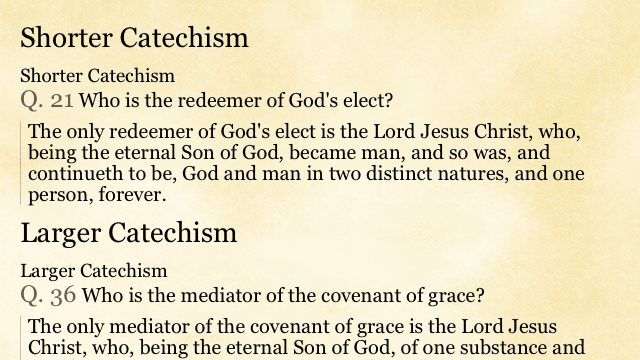 Shorter Catechism
Shorter Catechism
Q. 21 Who is the redeemer of God's elect?
The only redeemer of God's elect is the Lord Jesus Christ, who,
being the eternal Son of God, became man, and so was, and
continueth to be, God and man in two distinct natures, and one
person, forever.
Larger Catechism
Larger Catechism
Q. 36 Who is the mediator of the covenant of grace?
The only mediator of the covenant of grace is the Lord Jesus
Christ, who, being the eternal Son of God, of one substance and